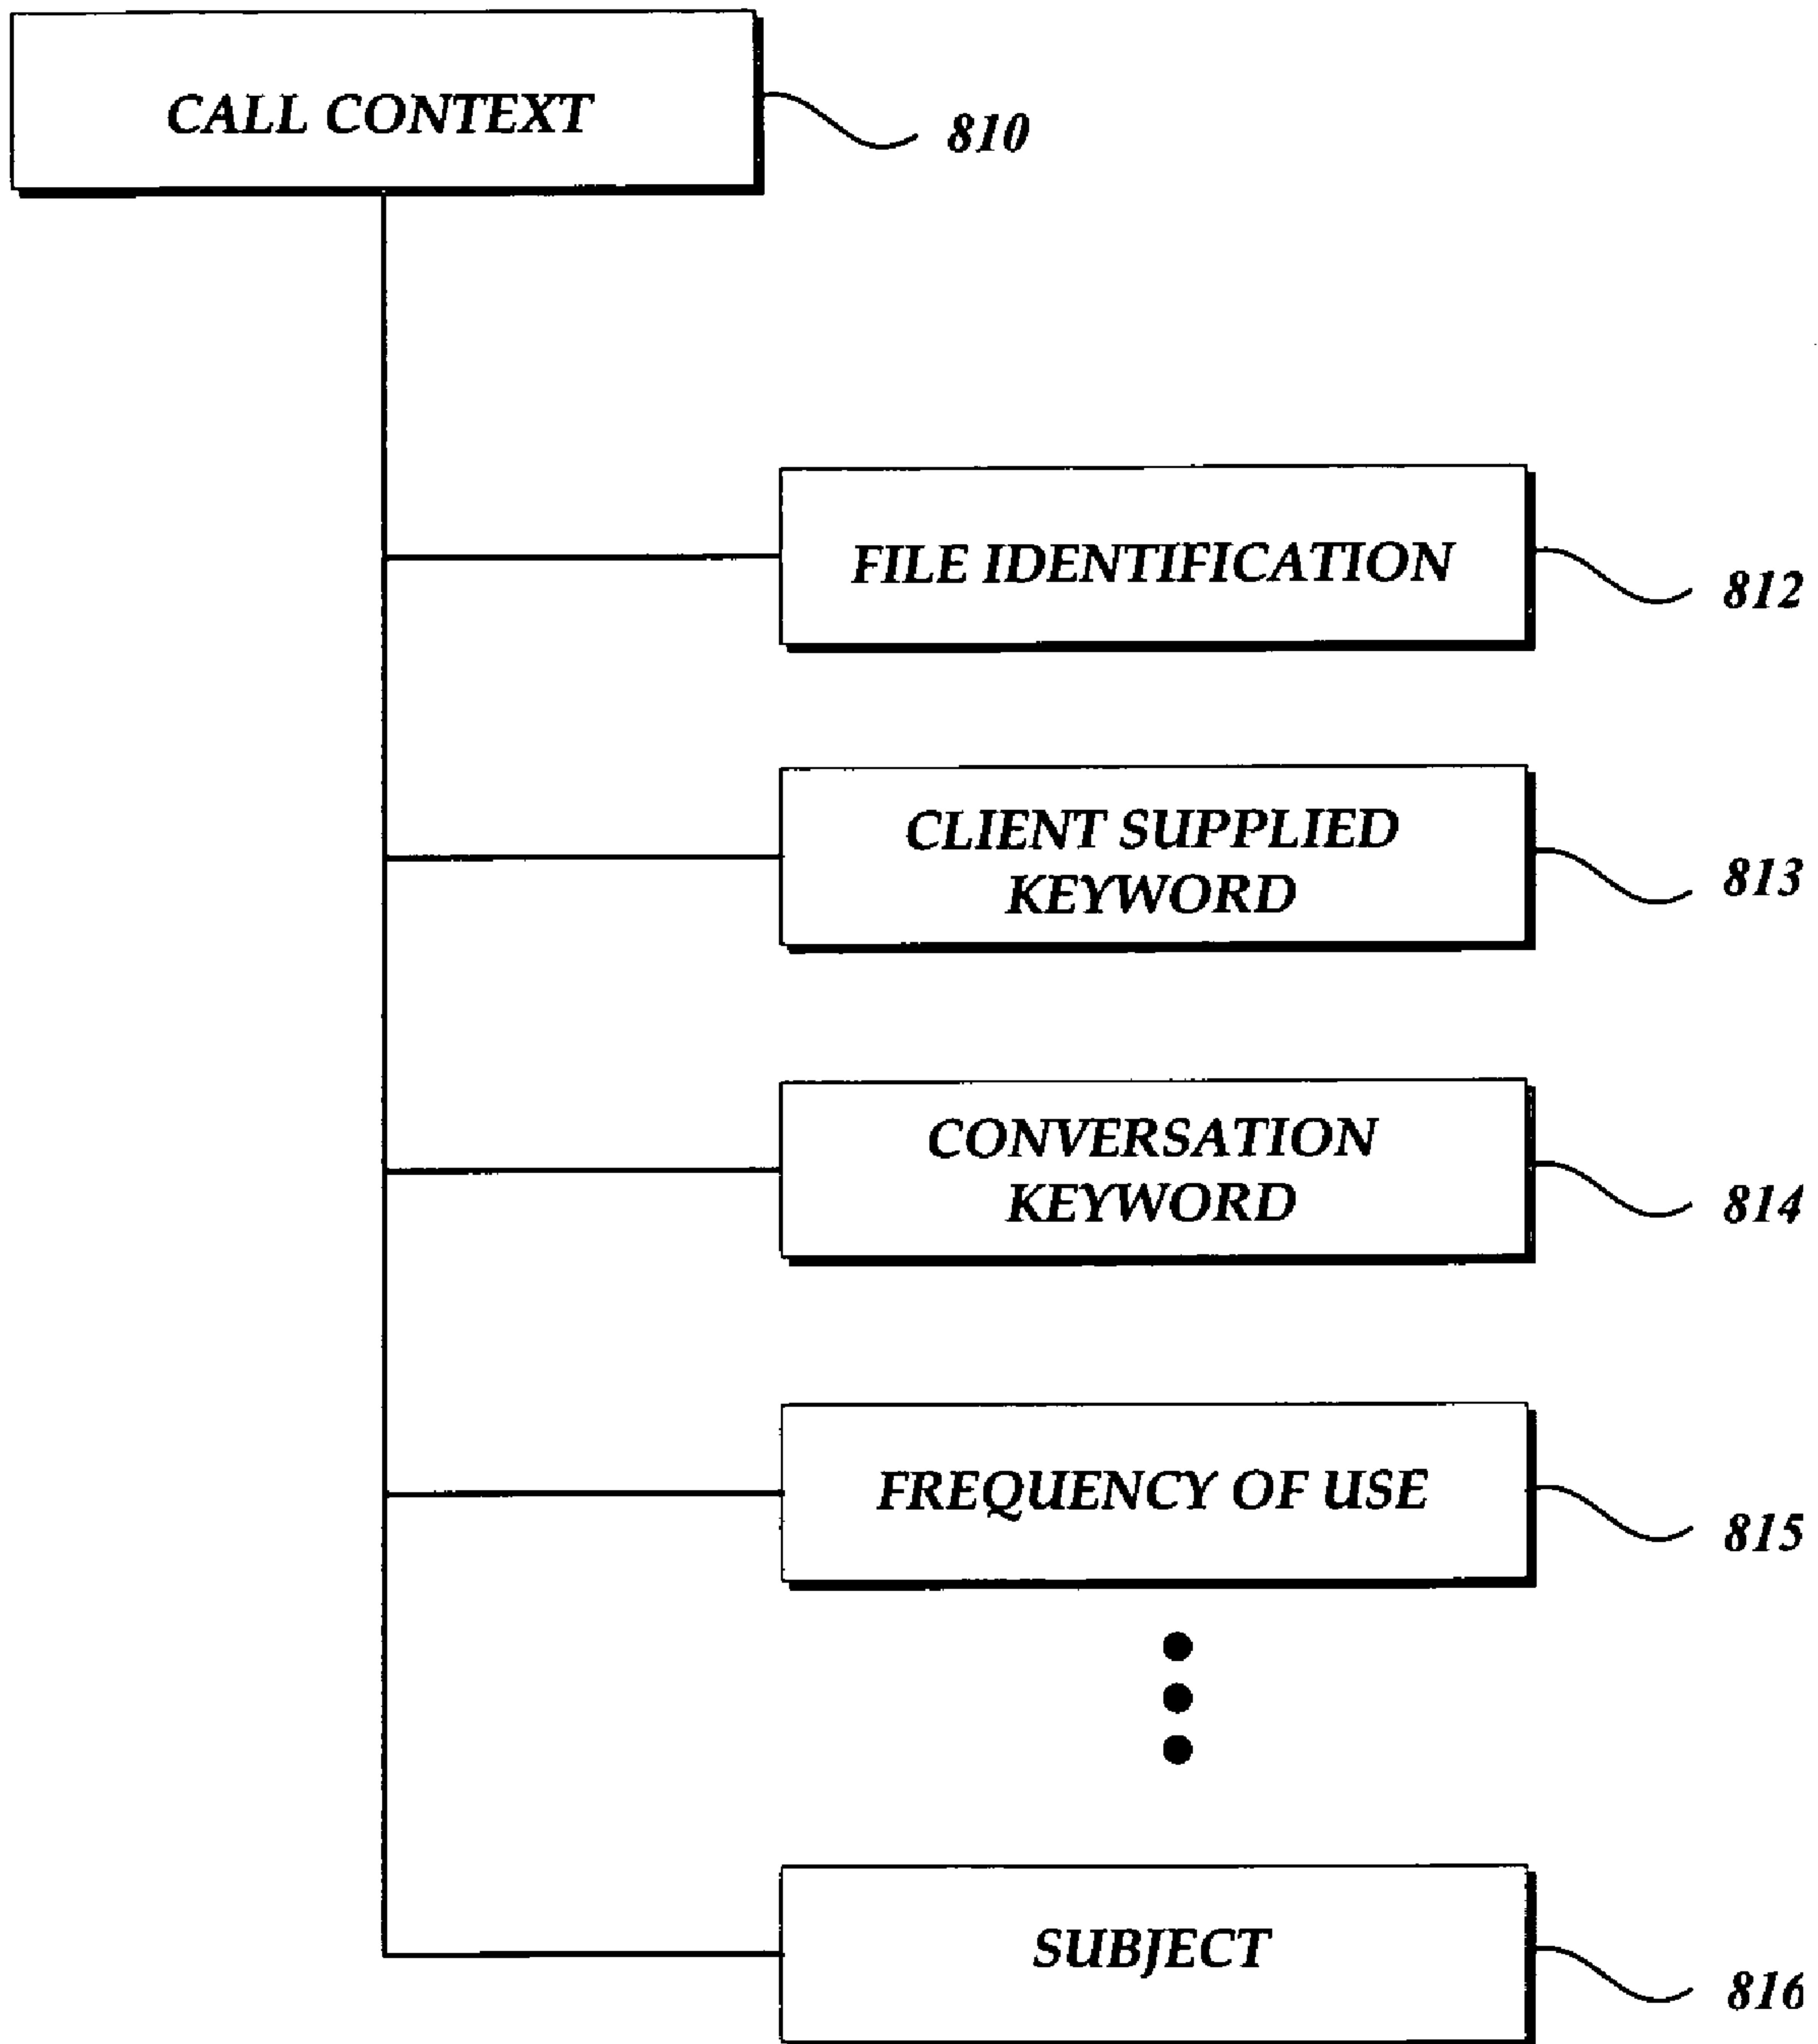 CALL CONTEXT
810
FILE IDENTIFICATION
812
CLIENT SUPPLIED
KEYWORD
813
CONVERSATION
KEYWORD
814
FREQUENCY OF USE
815
SUBJECT
816